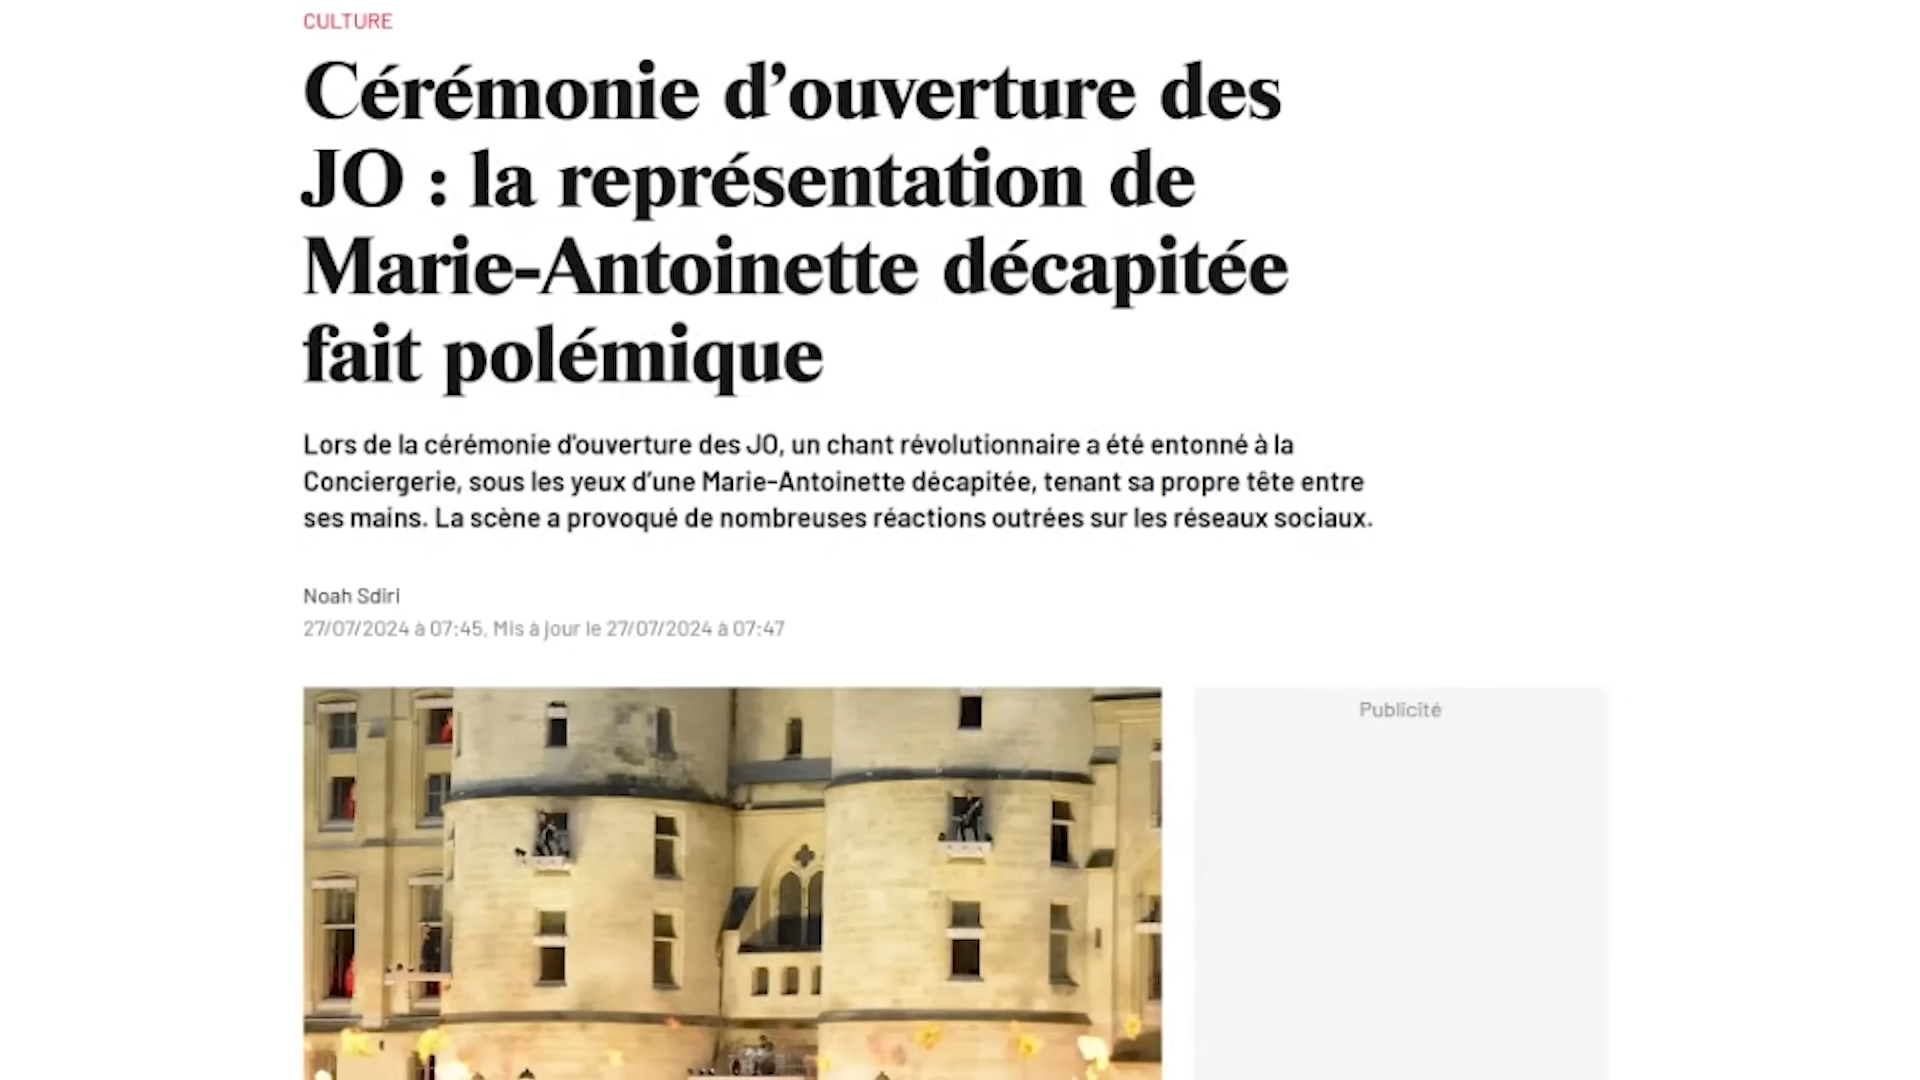 CULTURE
Cérémonie d’ouverture des
JO : la représentation de
Marie-Antoinette décapitée
fait polémique
Lors de la cérémonie d'ouverture des JO, un chant révolutionnaire a été entonné à la
Conciergerie, sous les yeux d’une Marie-Antoinette décapitée, tenant sa propre tête entre
ses mains. La scène a provoqué de nombreuses réactions outrées sur les réseaux sociaux.
Noah Sdiri
27/07/2024 à 07:45, Mis à jour le 27/07/2024 à 07:47
Publicité